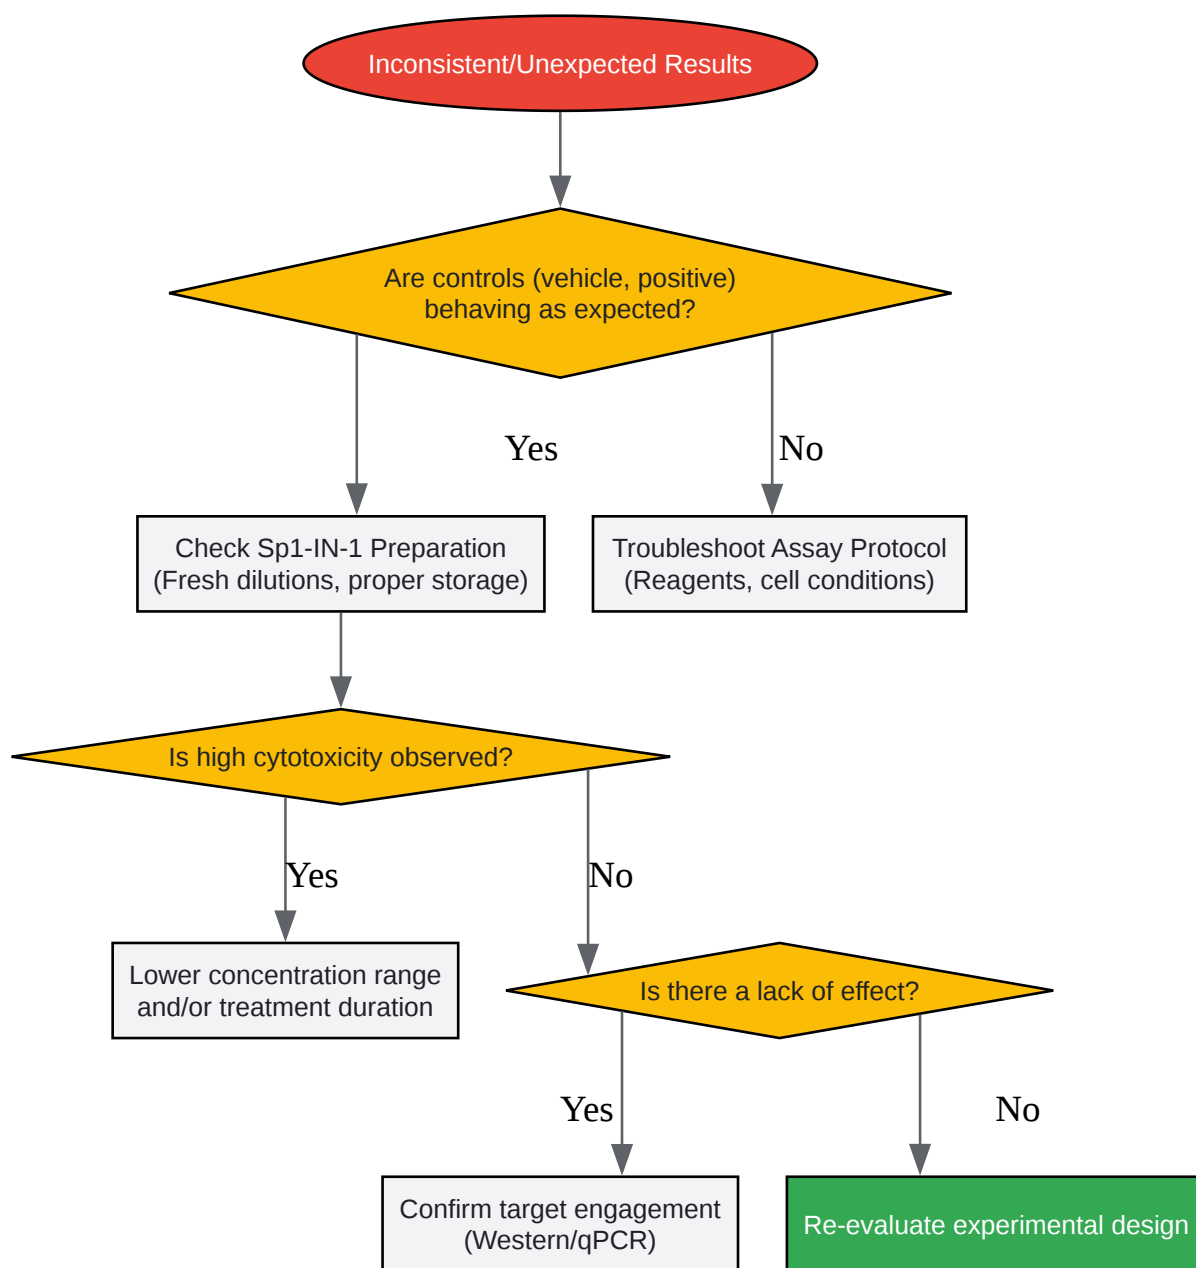 Inconsistent/Unexpected Results
Are controls (vehicle, positive)
behaving as expected?
Yes
No
Check Sp1-IN-1 Preparation
(Fresh dilutions, proper storage)
Troubleshoot Assay Protocol
(Reagents, cell conditions)
Is high cytotoxicity observed?
Yes
No
Lower concentration range
and/or treatment duration
Is there a lack of effect?
Yes
No
Confirm target engagement
(Western/qPCR)
Re-evaluate experimental design